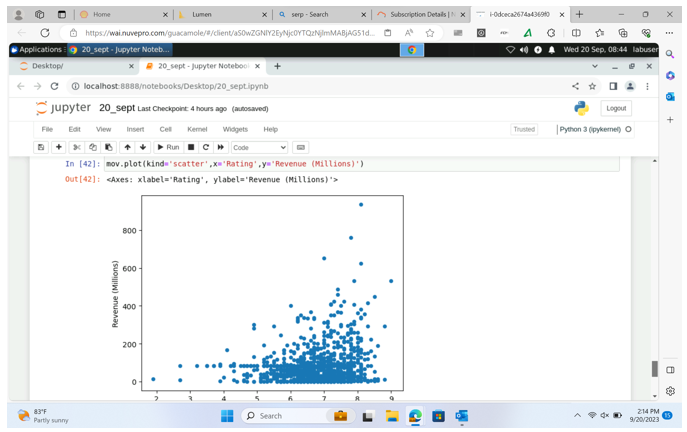 Home
Lumen
serp - Search
Subscription Details |
i-0dceca2674a4369f0
https://wai.nuvepro.com/guacamole/#/client/
Applications
20_sept - Jupyter Noteb...
Wed 20 Sep, 08:44 labuser
Desktop/
20_sept - Jupyter Notebo
localhost:8888/notebooks/Desktop/20_sept.ipynb
jupyter 20_sept Last Checkpoint: 4 hours ago (autosaved)
Logout
File Edit View Insert Cell Kernel Widgets Help
Trusted
Python 3 (ipykernel)
Run
Code
In [42]: mov.plot(kind='scatter',x='Rating',y='Revenue (Millions)')
Out[42]: <Axes: xlabel='Rating', ylabel='Revenue (Millions)'>
800
600
400
200
0
Revenue (Millions)
2 3 4 5 6 7 8 9
83°F
Partly sunny
Search
2:14 PM
9/20/2023
15